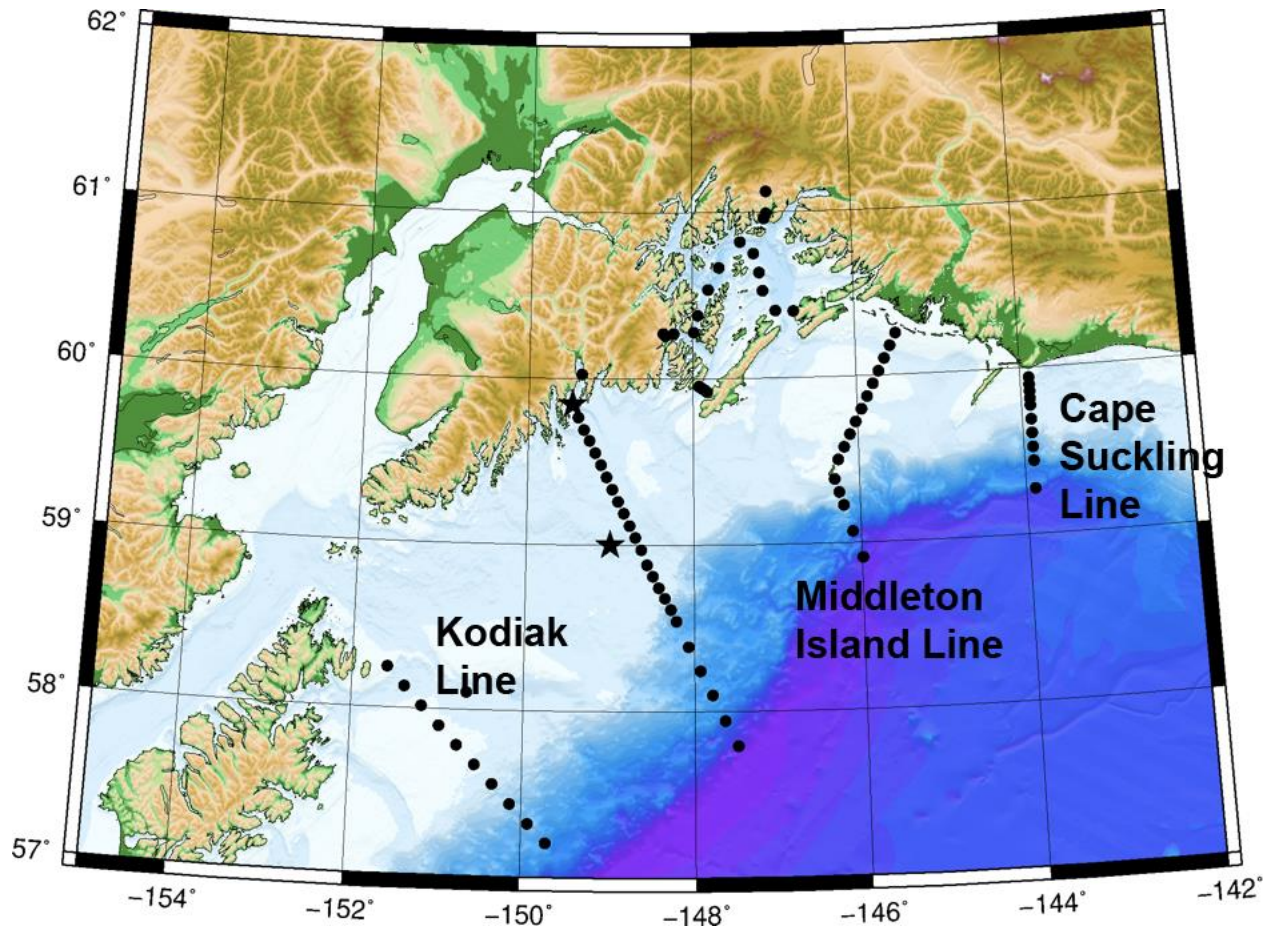 62°
61°
60°
59°
58°
57°
Cape
Suckling
Line
Middleton
Island Line
Kodiak
Line
−154°
−152°
−150°
−148°
−146°
−144°
−142°